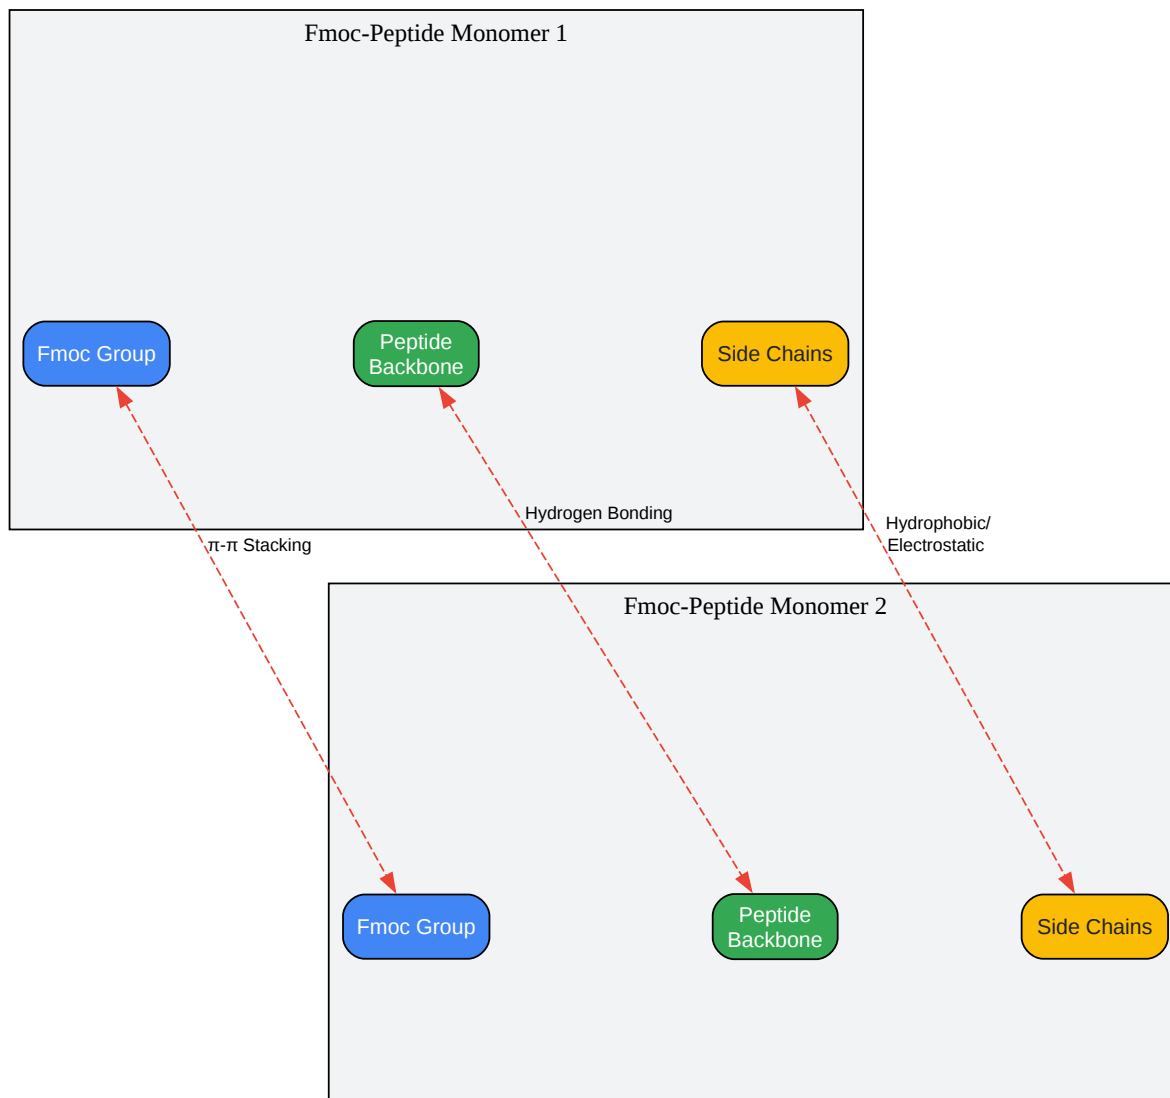 Fmoc-Peptide Monomer 1
Fmoc Group
Peptide
Backbone
Side Chains
Hydrogen Bonding
Hydrophobic/
Electrostatic
π-π Stacking
Fmoc-Peptide Monomer 2
Fmoc Group
Peptide
Backbone
Side Chains